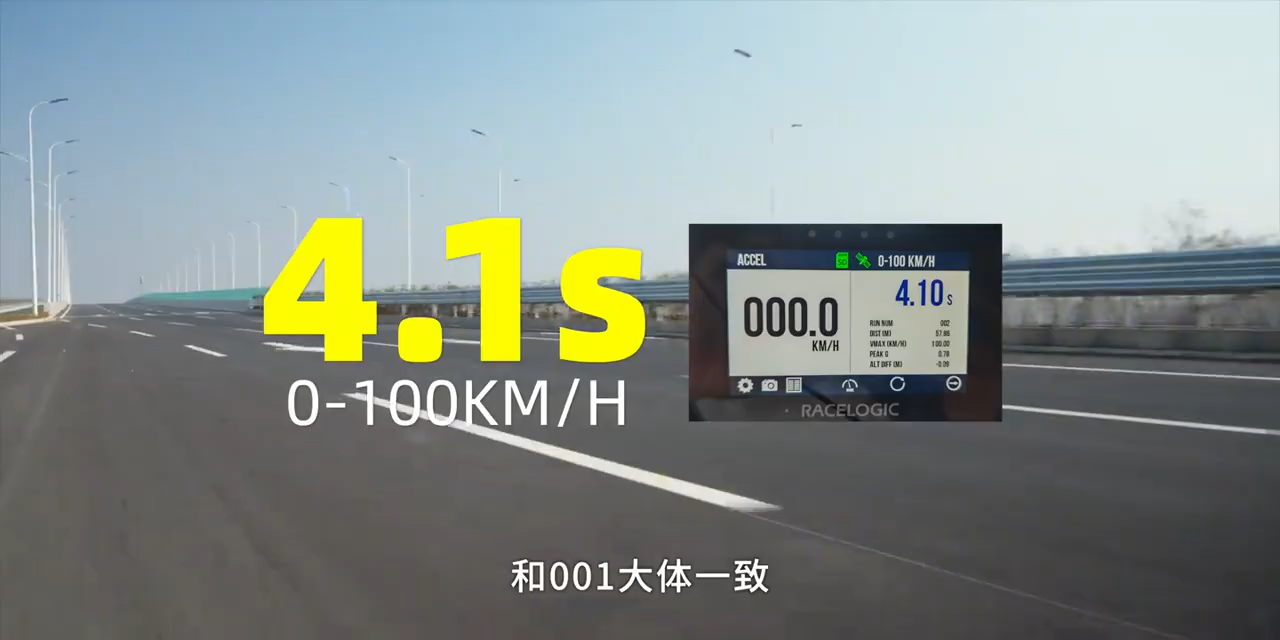 4.1s
0-100KM/H
ACCEL
0-100 KM/H
000.0
KM/H
4.10 s
RUN NUM 002
DIST (M) 57.96
VMAX (KM/H) 100.00
PEAK G 0.78
ALT DIFF (M) -0.09
RACELOGIC
和001大体一致